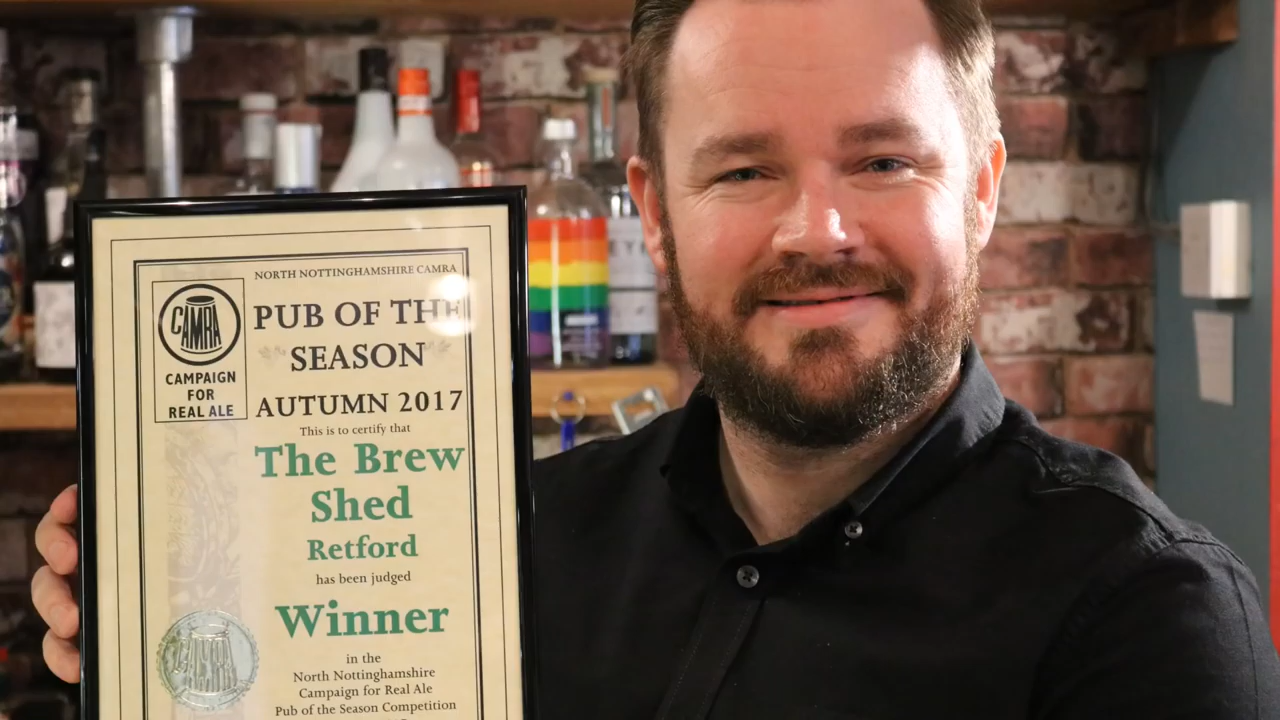 NORTH NOTTINGHAMSHIRE CAMRA
PUB OF THE
SEASON
AUTUMN 2017
CAMRA
CAMPAIGN
FOR
REAL ALE
This is to certify that
The Brew
Shed
Retford
has been judged
Winner
in the
North Nottinghamshire
Campaign for Real Ale
Pub of the Season Competition
CAMRA